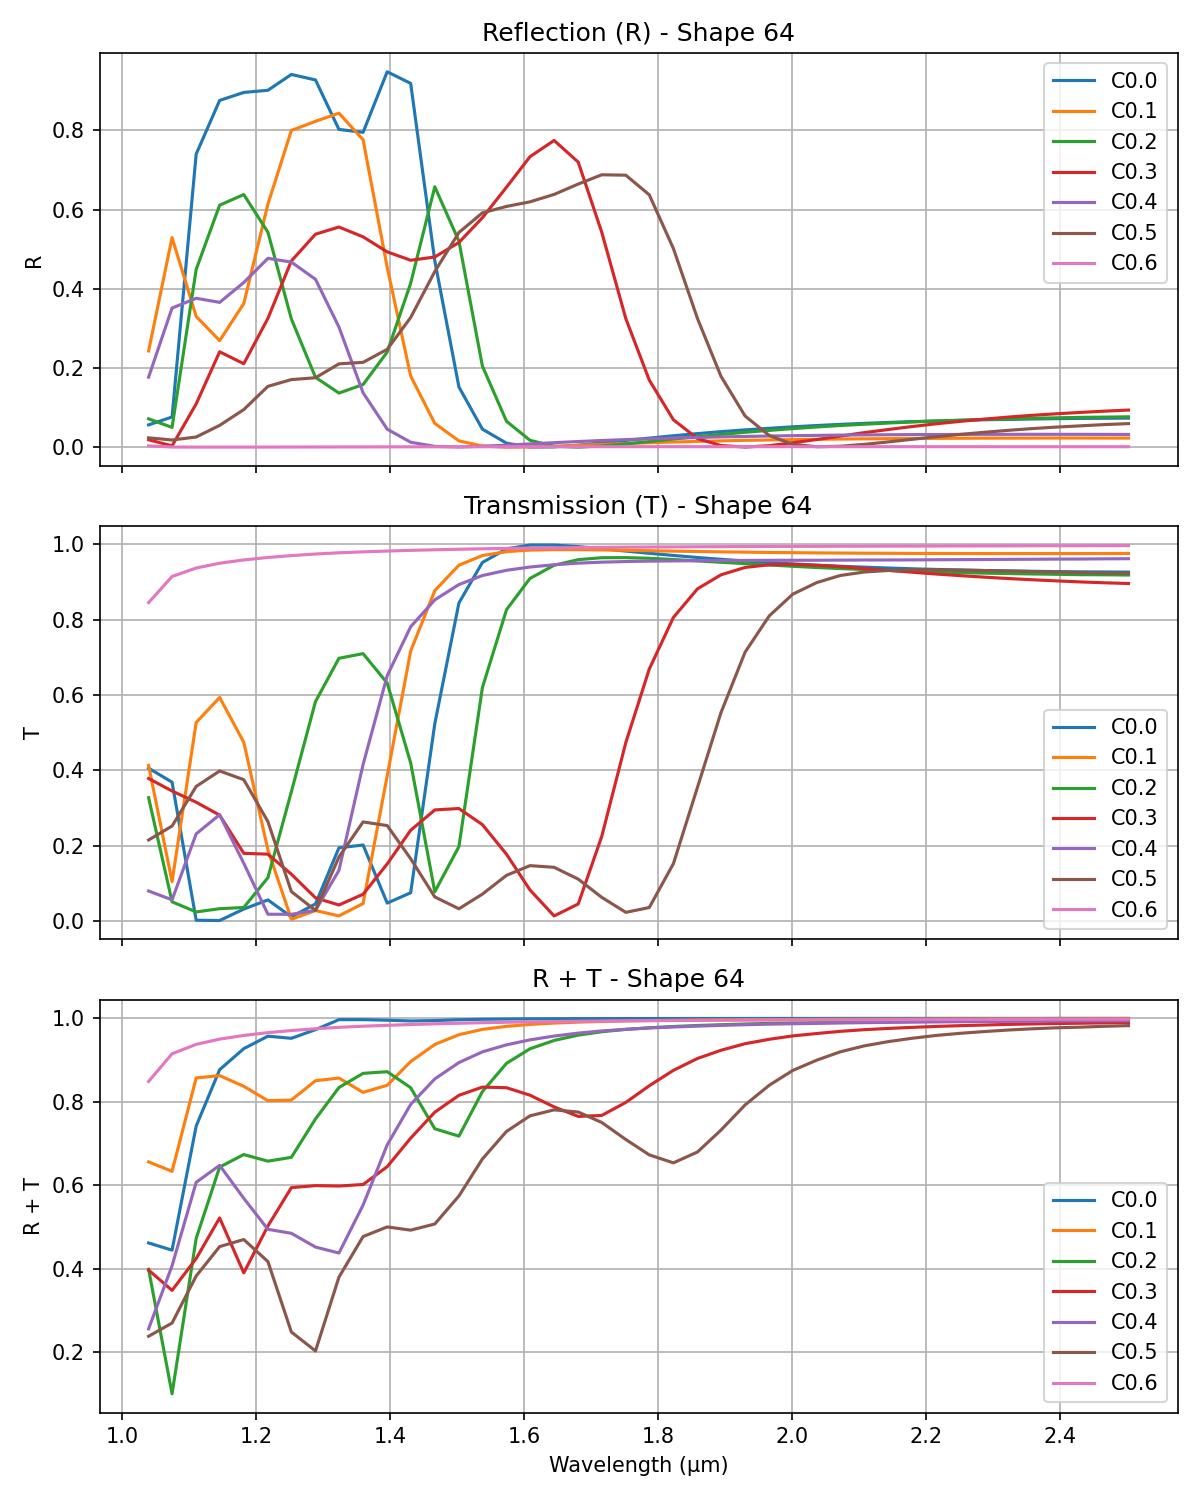 Reflection (R) - Shape 64
R
0.8
0.6
0.4
0.2
0.0
C0.0
C0.1
C0.2
C0.3
C0.4
C0.5
C0.6
Transmission (T) - Shape 64
T
1.0
0.8
0.6
0.4
0.2
0.0
C0.0
C0.1
C0.2
C0.3
C0.4
C0.5
C0.6
R + T - Shape 64
R + T
1.0
0.8
0.6
0.4
0.2
C0.0
C0.1
C0.2
C0.3
C0.4
C0.5
C0.6
1.0 1.2 1.4 1.6 1.8 2.0 2.2 2.4
Wavelength (μm)